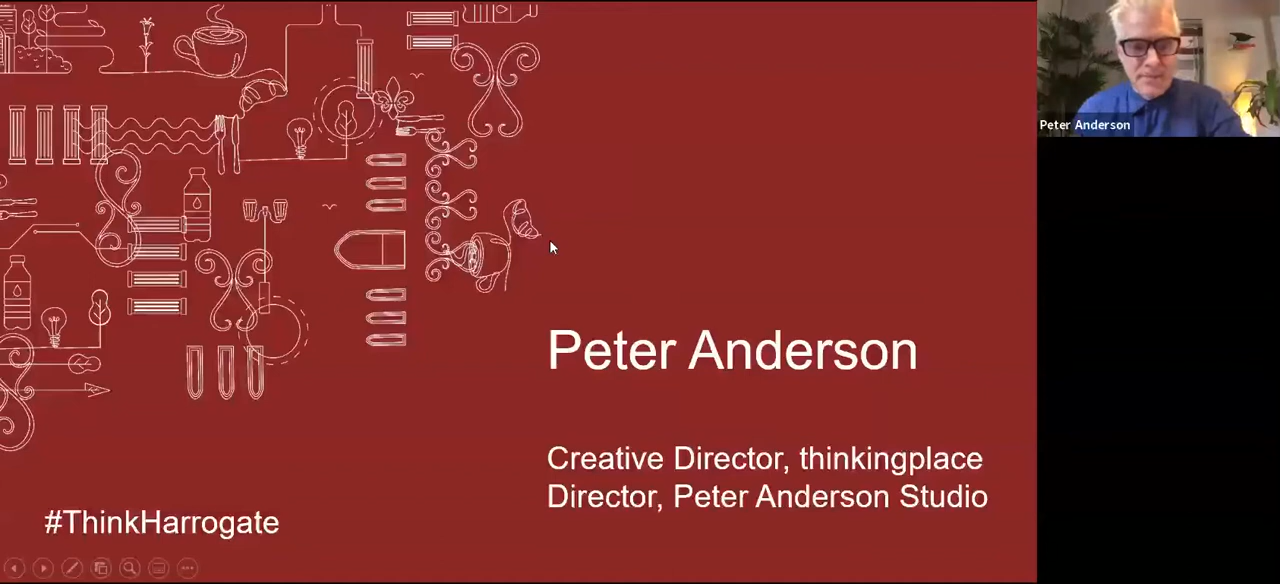 Peter Anderson
Peter Anderson
Creative Director, thinkingplace
Director, Peter Anderson Studio
#ThinkHarrogate